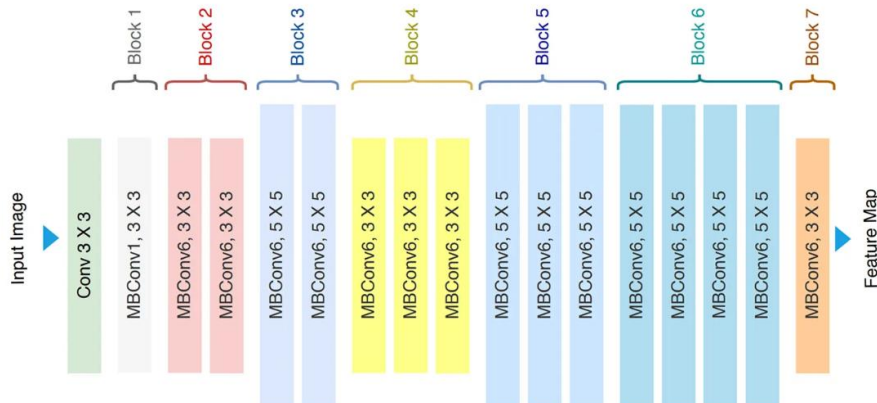 Block 1
Block 2
Block 3
Block 4
Block 5
Block 6
Block 7
Input Image
Conv 3 X 3
MBConv1, 3 X 3
MBConv6, 3 X 3
MBConv6, 3 X 3
MBConv6, 5 X 5
MBConv6, 5 X 5
MBConv6, 3 X 3
MBConv6, 3 X 3
MBConv6, 3 X 3
MBConv6, 5 X 5
MBConv6, 5 X 5
MBConv6, 5 X 5
MBConv6, 5 X 5
MBConv6, 5 X 5
MBConv6, 5 X 5
MBConv6, 5 X 5
MBConv6, 3 X 3
Feature Map